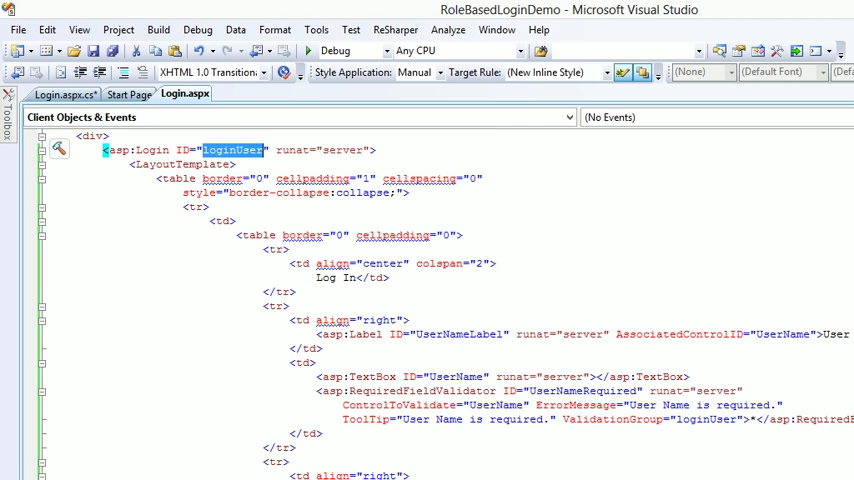 RoleBasedLoginDemo - Microsoft Visual Studio
File Edit View Project Build Debug Data Format Tools Test ReSharper Analyze Window Help
Debug Any CPU
XHTML 1.0 Transition Style Application: Manual Target Rule: (New Inline Style) (None) (Default Font) (Defau
Toolbox
Login.aspx.cs* Start Page Login.aspx
Client Objects & Events (No Events)
<div>
<asp:Login ID="loginUser" runat="server">
<LayoutTemplate>
<table border="0" cellpadding="1" cellspacing="0"
style="border-collapse:collapse;">
<tr>
<td>
<table border="0" cellpadding="0">
<tr>
<td align="center" colspan="2">
Log In</td>
</tr>
<tr>
<td align="right">
<asp:Label ID="UserNameLabel" runat="server" AssociatedControlID="UserName">User
</td>
<td>
<asp:TextBox ID="UserName" runat="server"></asp:TextBox>
<asp:RequiredFieldValidator ID="UserNameRequired" runat="server"
ControlToValidate="UserName" ErrorMessage="User Name is required."
ToolTip="User Name is required." ValidationGroup="loginUser">*</asp:RequiredF
</td>
</tr>
<tr>
<td align="right">